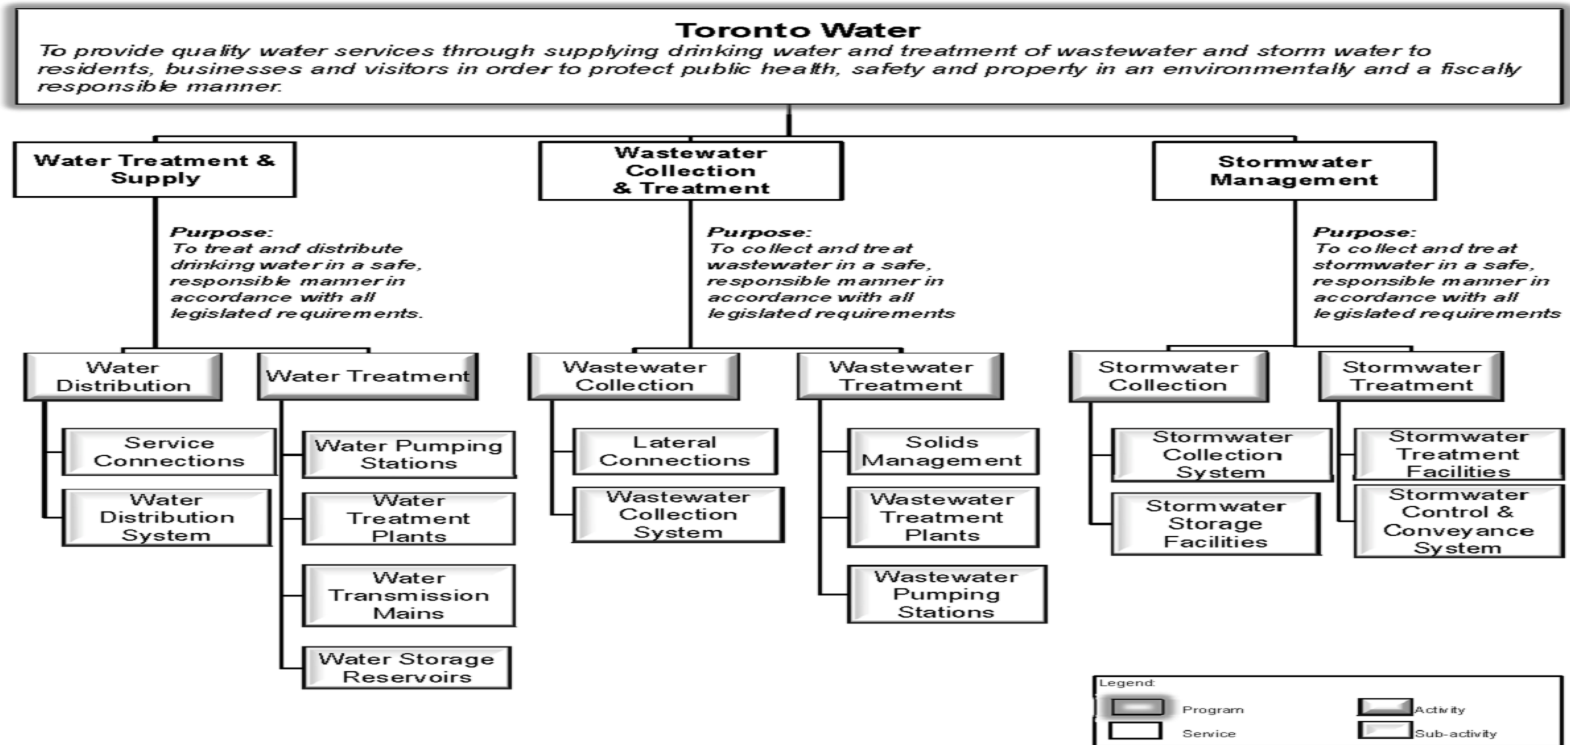 Toronto Water
To provide quality water services through supplying drinking water and treatment of wastewater and storm water to
residents, businesses and visitors in order to protect public health, safety and property in an environmentally and a fiscally
responsible manner.
Water Treatment &
Supply
Purpose:
To treat and distribute
drinking water in a safe,
responsible manner in
accordance with all
legislated requirements.
Water
Distribution
Service
Connections
Water
Distribution
System
Water Treatment
Water Pumping
Stations
Water
Treatment
Plants
Water
Transmission
Mains
Water Storage
Reservoirs
Wastewater
Collection
& Treatment
Purpose:
To collect and treat
wastewater in a safe,
responsible manner in
accordance with all
legislated requirements
Wastewater
Collection
Lateral
Connections
Wastewater
Collection
System
Wastewater
Treatment
Solids
Management
Wastewater
Treatment
Plants
Wastewater
Pumping
Stations
Stormwater
Management
Purpose:
To collect and treat
stormwater in a safe,
responsible manner in
accordance with all
legislated requirements
Stormwater
Collection
Stormwater
Collection
System
Stormwater
Storage
Facilities
Stormwater
Treatment
Stormwater
Treatment
Facilities
Stormwater
Control &
Conveyance
System
Legend:
Program
Activity
Service
Sub-activity